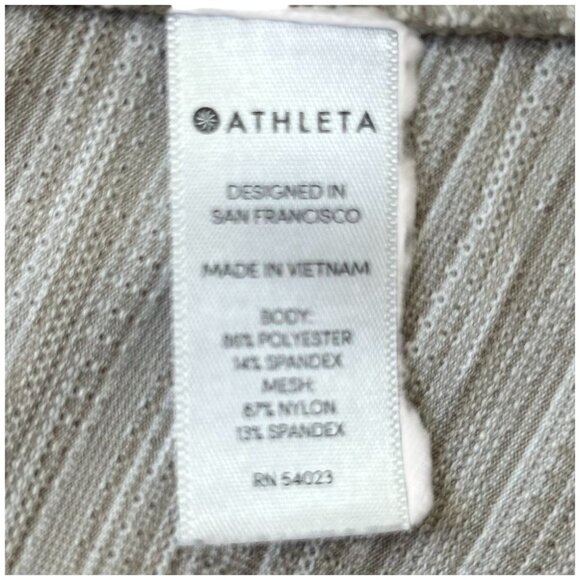 ATHLETA
DESIGNED IN
SAN FRANCISCO
MADE IN VIETNAM
BODY:
86% POLYESTER
14% SPANDEX
MESH:
87% NYLON
13% SPANDEX
RN 54023